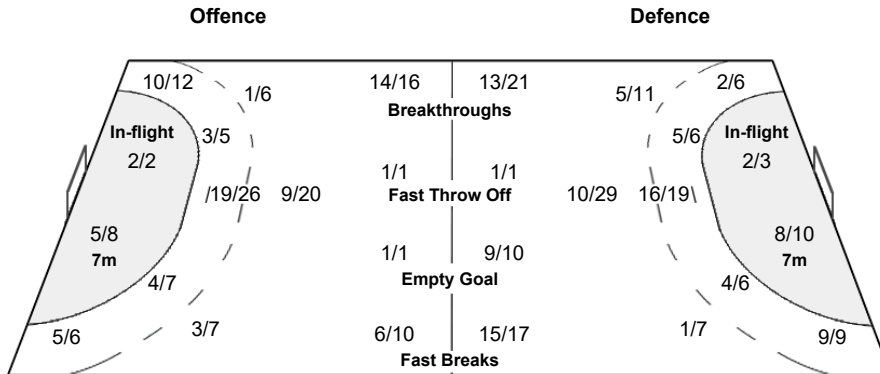 Offence Defence
10/12 1/6 14/16 13/21 5/11 2/6
Breakthroughs
In-flight 3/5 5/6 In-flight
2/2 2/3
1/1 1/1
19/26 9/20 Fast Throw Off 10/29 16/19
5/8 8/10
7m 7m
1/1 9/10
Empty Goal
4/7 4/6
5/6 3/7 6/10 15/17 1/7 9/9
Fast Breaks